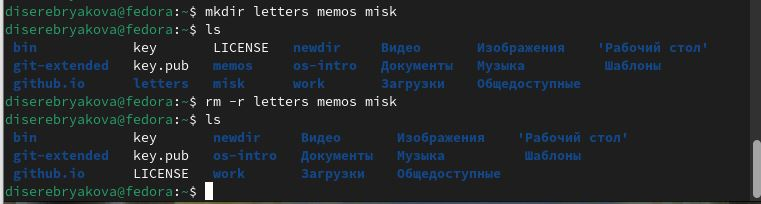 diserebryakova@fedora:~$ mkdir letters memos misk
diserebryakova@fedora:~$ ls
bin key LICENSE newdir Видео Изображения 'Рабочий стол'
git-extended key.pub memos os-intro Документы Музыка Шаблоны
github.io letters misk work Загрузки Общедоступные
diserebryakova@fedora:~$ rm -r letters memos misk
diserebryakova@fedora:~$ ls
bin key newdir Видео Изображения 'Рабочий стол'
git-extended key.pub os-intro Документы Музыка Шаблоны
github.io LICENSE work Загрузки Общедоступные
diserebryakova@fedora:~$